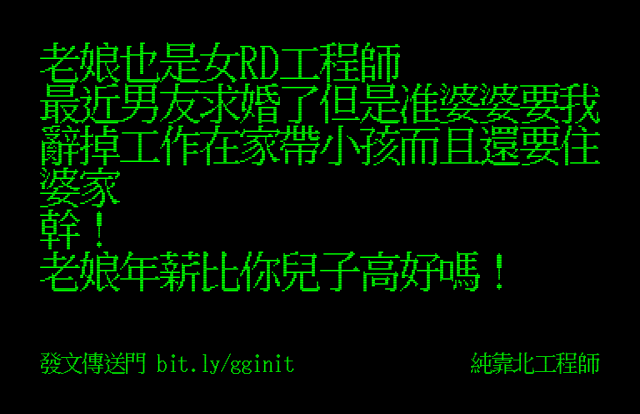 老娘也是女RD工程師
最近男友求婚了但是准婆婆要我
辭掉工作在家帶小孩而且還要住
婆家
幹！
老娘年薪比你兒子高好嗎！
發文傳送門 bit.ly/gginit
純靠北工程師